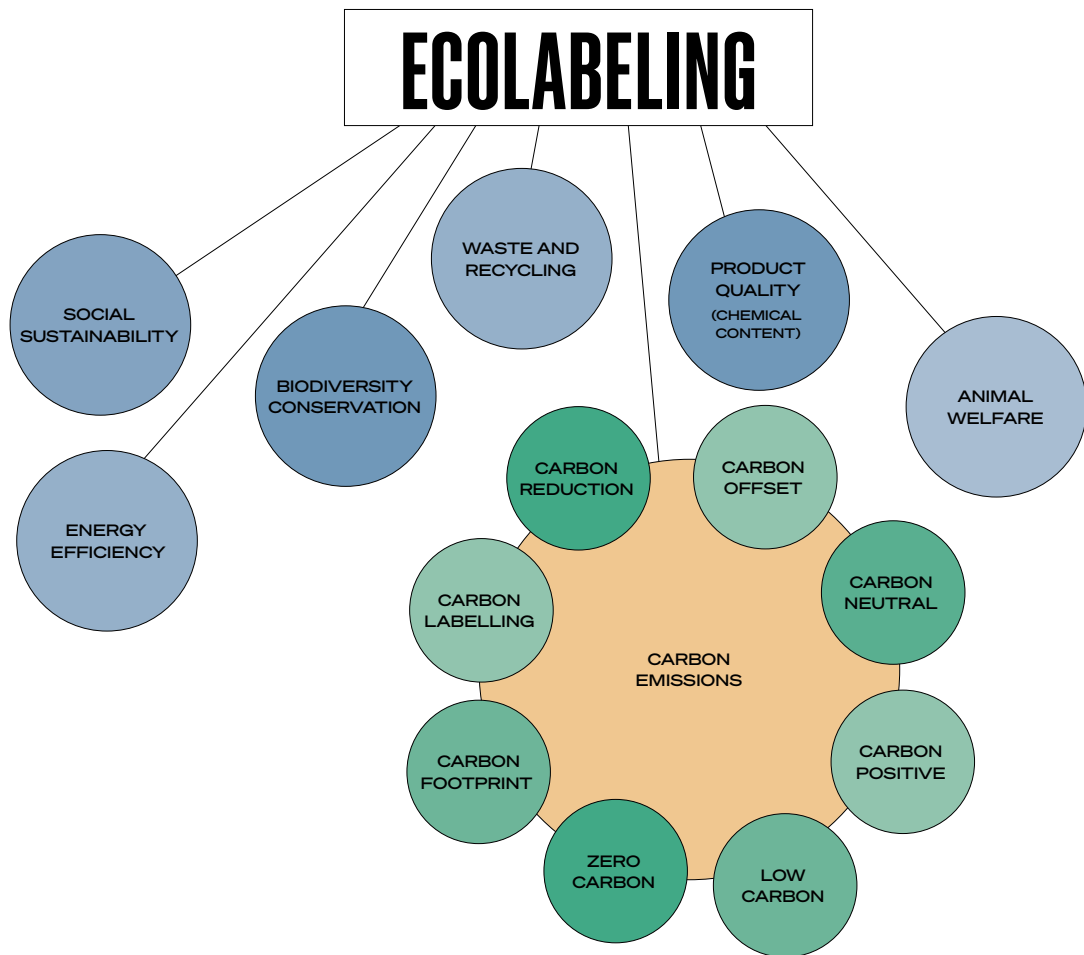 ECOLABELING
WASTE AND
RECYCLING
PRODUCT
QUALITY
(CHEMICAL
CONTENT)
SOCIAL
SUSTAINABILITY
BIODIVERSITY
CONSERVATION
ANIMAL
WELFARE
ENERGY
EFFICIENCY
CARBON
REDUCTION
CARBON
OFFSET
CARBON
LABELLING
CARBON
NEUTRAL
CARBON
EMISSIONS
CARBON
FOOTPRINT
CARBON
POSITIVE
ZERO
CARBON
LOW
CARBON